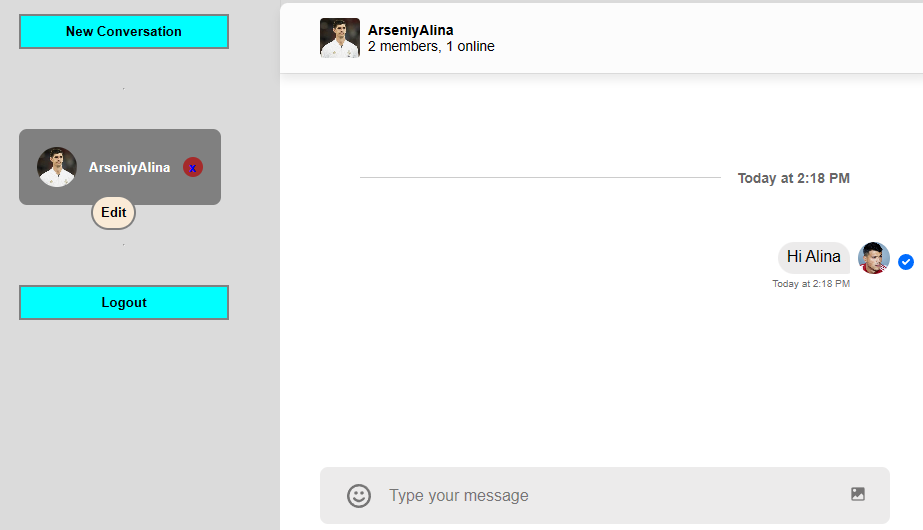 New Conversation
ArseniyAlina
x
Edit
Logout
ArseniyAlina
2 members, 1 online
Today at 2:18 PM
Hi Alina
Today at 2:18 PM
Type your message